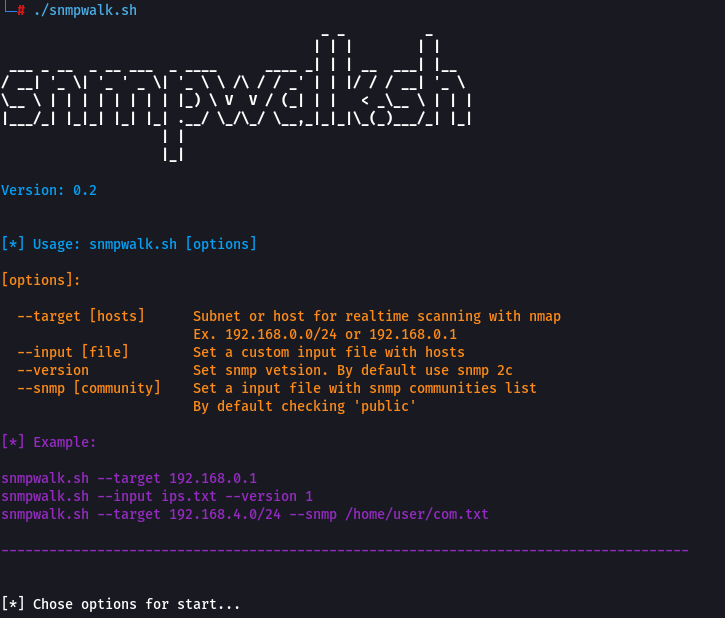 # ./snmpwalk.sh
snmpwalk.sh
Version: 0.2
[*] Usage: snmpwalk.sh [options]
[options]:
--target [hosts] Subnet or host for realtime scanning with nmap
Ex. 192.168.0.0/24 or 192.168.0.1
--input [file] Set a custom input file with hosts
--version Set snmp vetsion. By default use snmp 2c
--snmp [community] Set a input file with snmp communities list
By default checking 'public'
[*] Example:
snmpwalk.sh --target 192.168.0.1
snmpwalk.sh --input ips.txt --version 1
snmpwalk.sh --target 192.168.4.0/24 --snmp /home/user/com.txt
[*] Chose options for start...